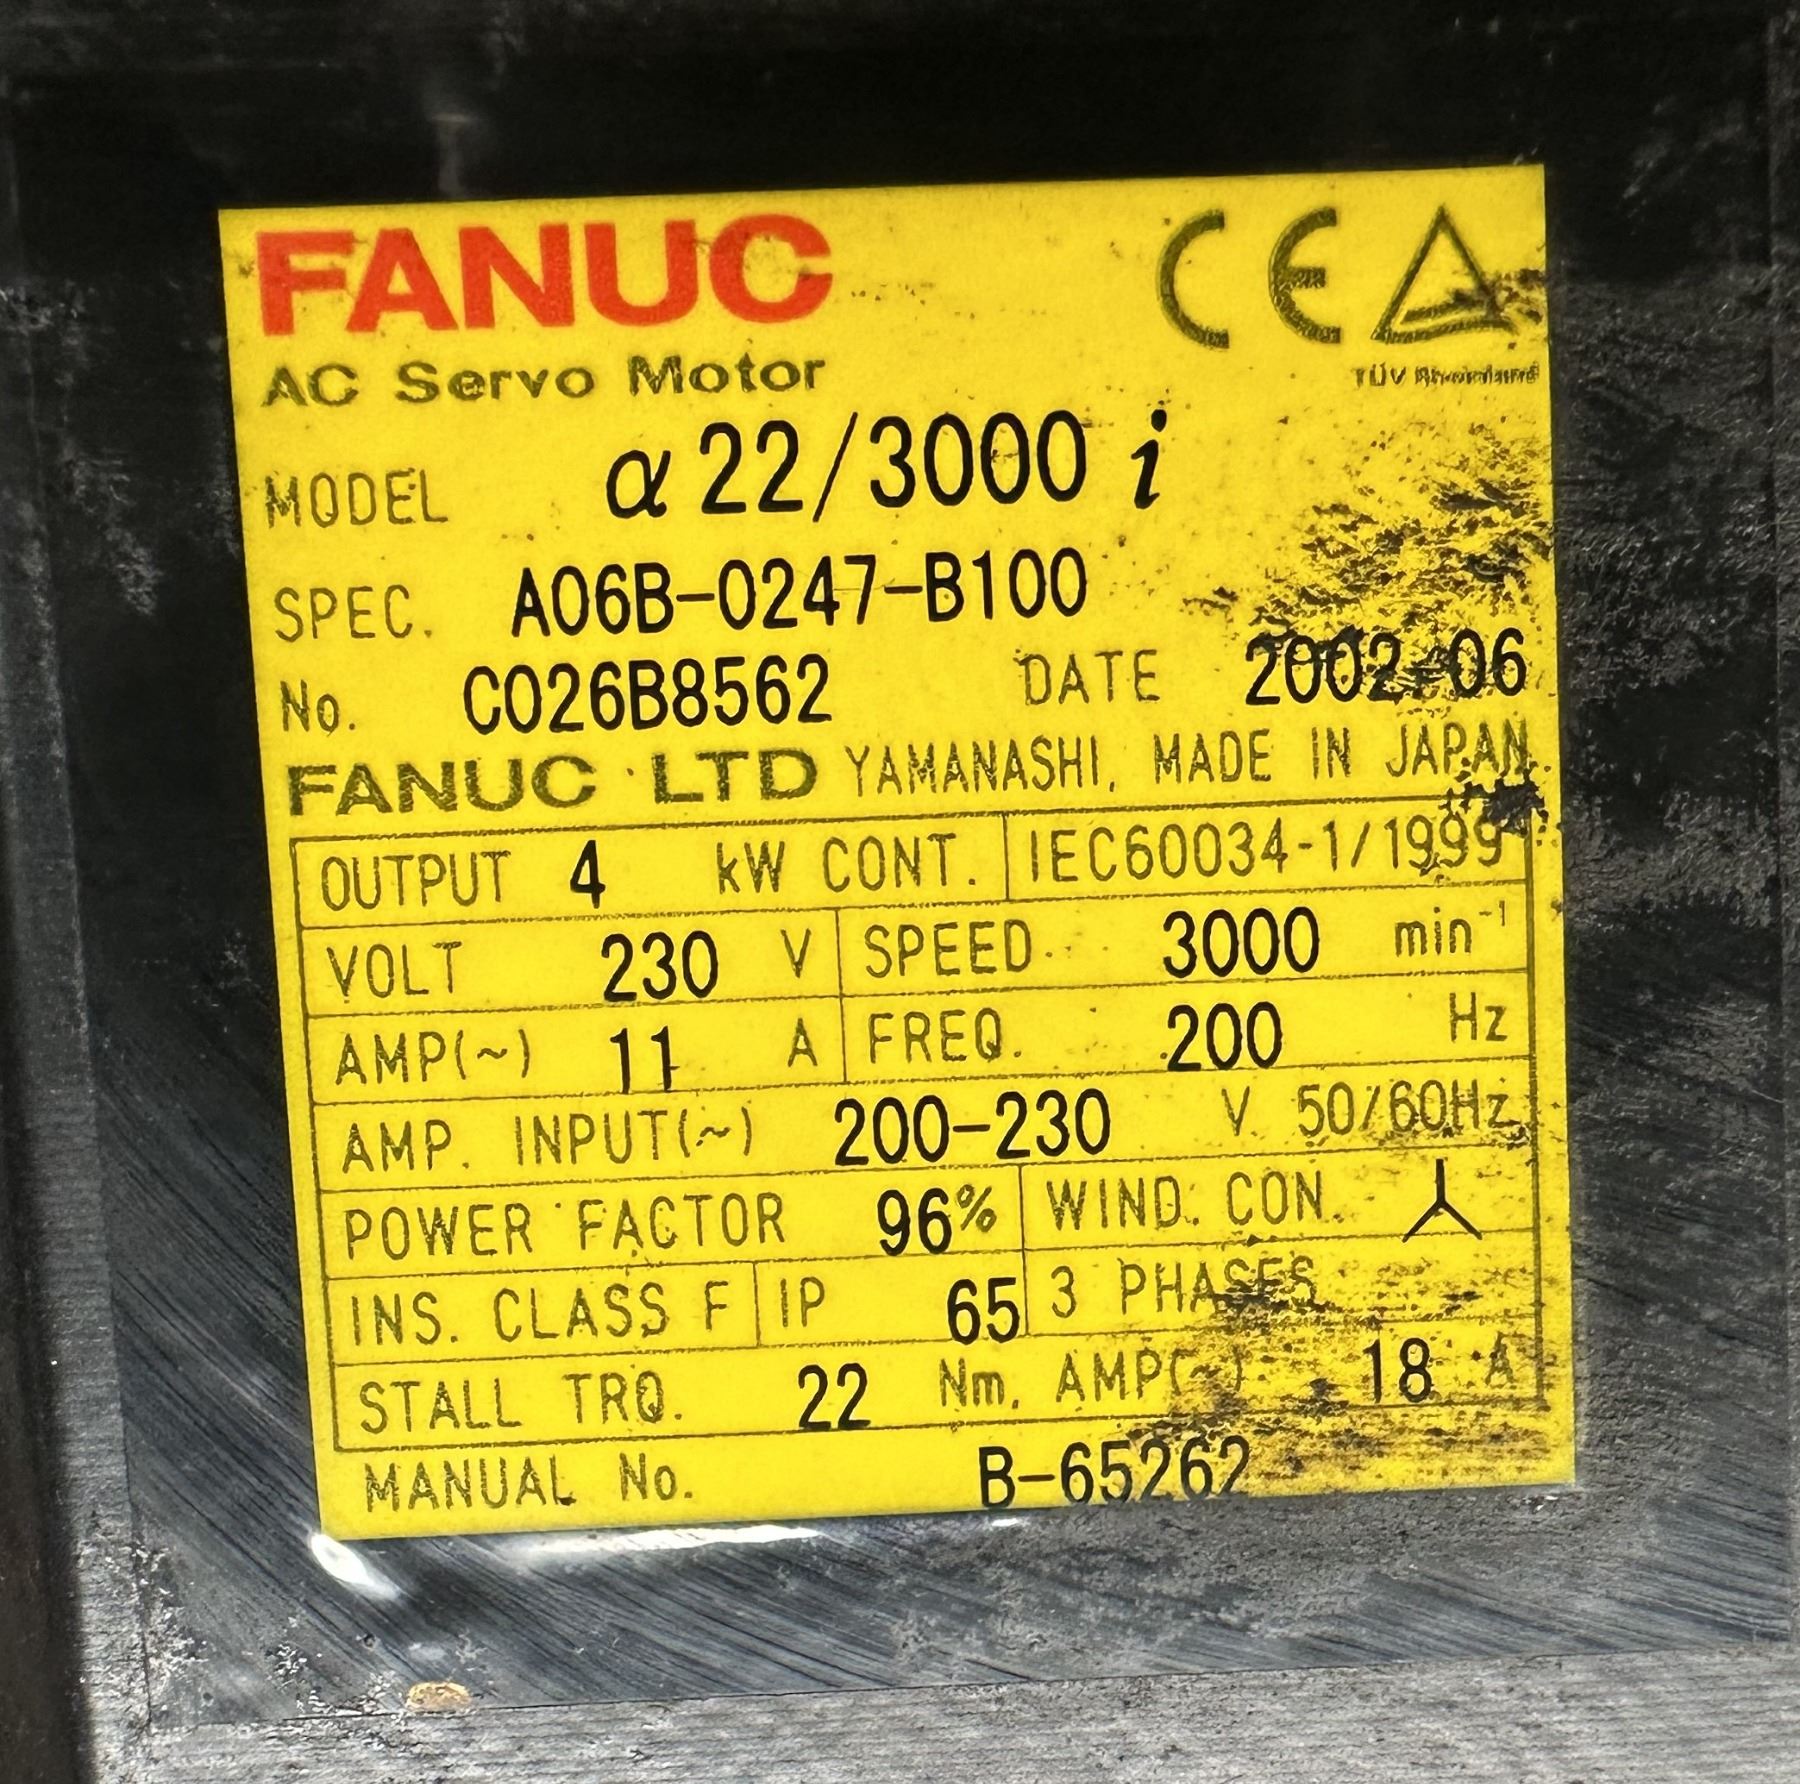 FANUC CE
AC Servo Motor TÜV Rheinland
MODEL α22/3000i
SPEC. A06B-0247-B100
No. C026B8562 DATE 2002-06
FANUC LTD YAMANASHI, MADE IN JAPAN
OUTPUT 4 kW CONT. IEC60034-1/1999
VOLT 230 V SPEED 3000 min⁻¹
AMP(~) 11 A FREQ. 200 Hz
AMP. INPUT(~) 200-230 V 50/60Hz
POWER FACTOR 96% WIND. CON.
INS. CLASS F IP 65 3 PHASES
STALL TRQ. 22 Nm, AMP(~) 18 A
MANUAL No. B-65262